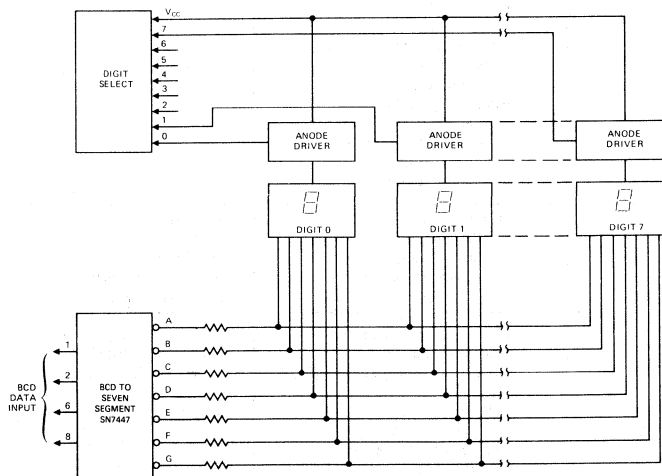 VCC
7
6
5
4
3
2
1
0
DIGIT
SELECT
ANODE
DRIVER
ANODE
DRIVER
ANODE
DRIVER
DIGIT 0
DIGIT 1
DIGIT 7
A
B
C
D
E
F
G
1
2
6
8
BCD
DATA
INPUT
BCD TO
SEVEN
SEGMENT
SN7447